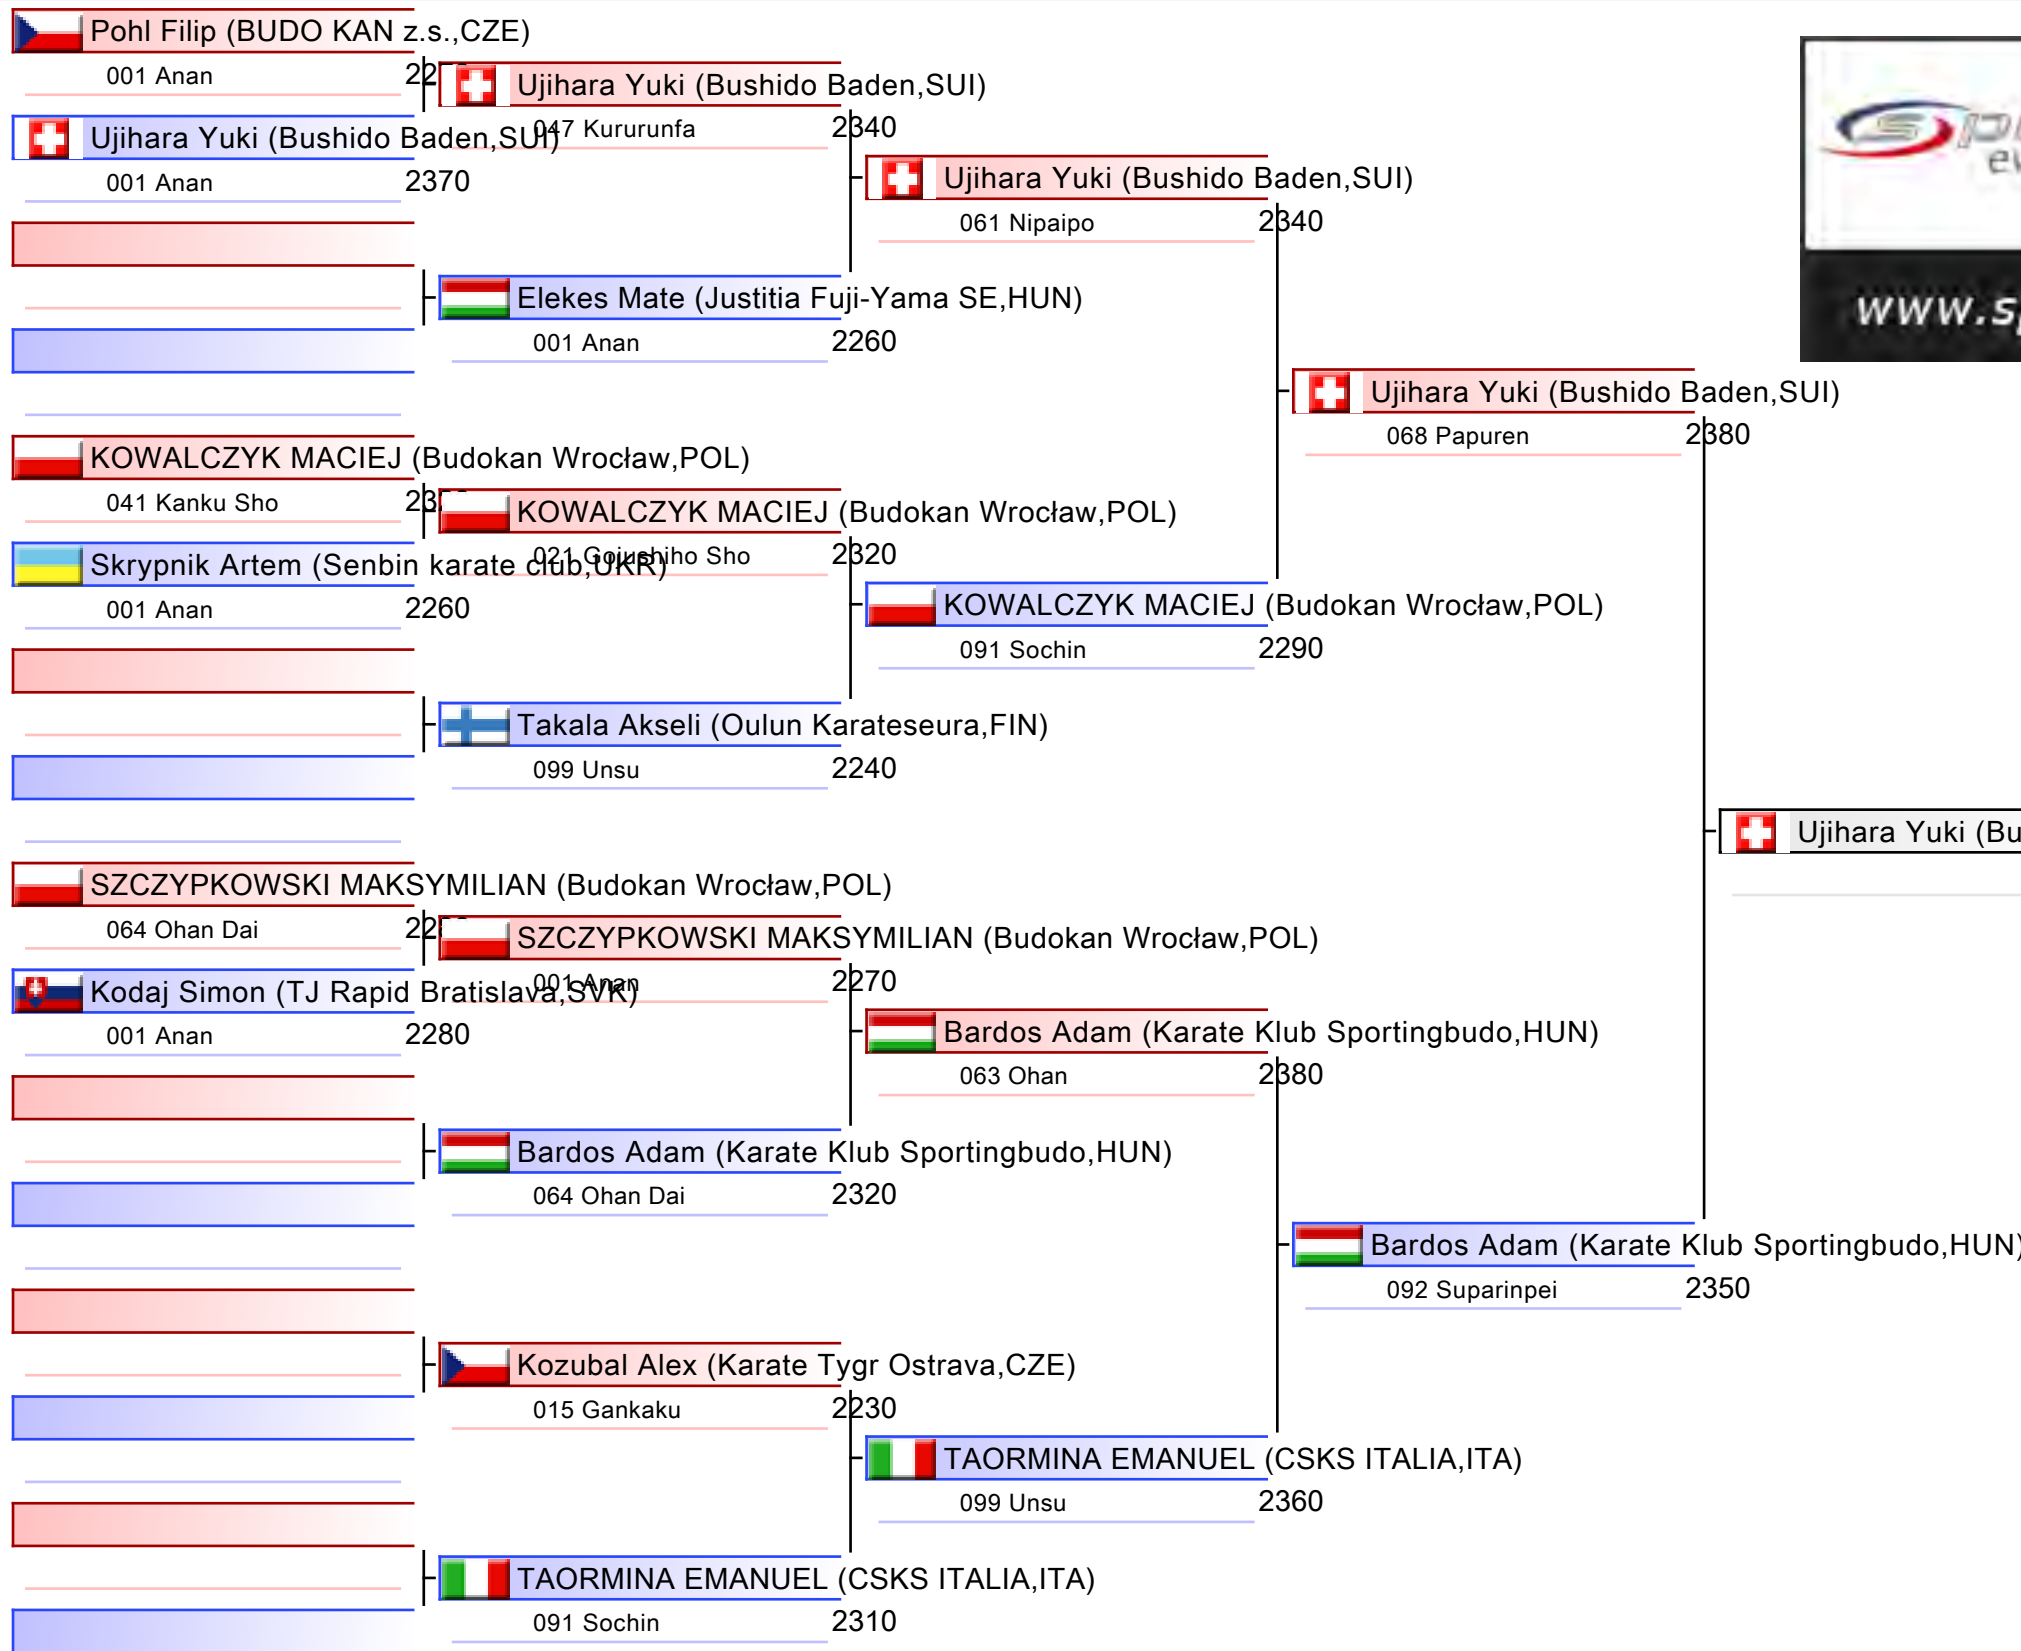 Pohl Filip (BUDO KAN z.s.,CZE)
001 Anan
Ujihara Yuki (Bushido Baden,SUI)
001 Anan 2370
KOWALCZYK MACIEJ (Budokan Wrocław,POL)
041 Kanku Sho
Skrypnik Artem (Senbin karate club,UKR)
001 Anan 2260
SZCZYPKOWSKI MAKSYMILIAN (Budokan Wrocław,POL)
064 Ohan Dai
Kodaj Simon (TJ Rapid Bratislava,SVK)
001 Anan 2280
Ujihara Yuki (Bushido Baden,SUI)
047 Kururunfa 2340
Elekes Mate (Justitia Fuji-Yama SE,HUN)
001 Anan 2260
KOWALCZYK MACIEJ (Budokan Wrocław,POL)
021 Gojushiho Sho 2320
Takala Akseli (Oulun Karateseura,FIN)
099 Unsu 2240
SZCZYPKOWSKI MAKSYMILIAN (Budokan Wrocław,POL)
001 Anan 2270
Bardos Adam (Karate Klub Sportingbudo,HUN)
064 Ohan Dai 2320
Kozubal Alex (Karate Tygr Ostrava,CZE)
015 Gankaku 2230
TAORMINA EMANUEL (CSKS ITALIA,ITA)
091 Sochin 2310
Ujihara Yuki (Bushido Baden,SUI)
061 Nipaipo 2340
KOWALCZYK MACIEJ (Budokan Wrocław,POL)
091 Sochin 2290
Bardos Adam (Karate Klub Sportingbudo,HUN)
063 Ohan 2380
TAORMINA EMANUEL (CSKS ITALIA,ITA)
099 Unsu 2360
Ujihara Yuki (Bushido Baden,SUI)
068 Papuren 2380
Bardos Adam (Karate Klub Sportingbudo,HUN)
092 Suparinpei 2350
Ujihara Yuki (Bu
www.sp